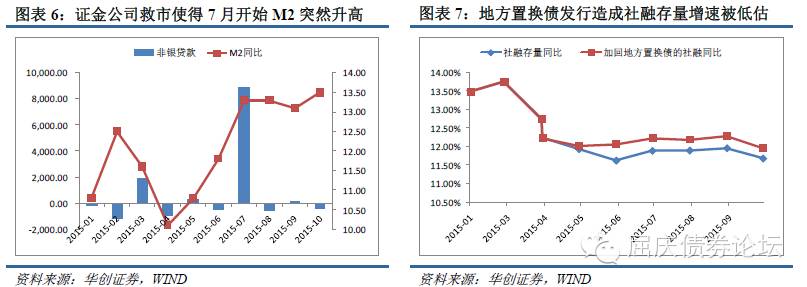 图表 6：证金公司救市使得 7 月开始 M2 突然升高
非银贷款 M2同比
10,000.00
8,000.00
6,000.00
4,000.00
2,000.00
0.00
-2,000.00
14.00
13.50
13.00
12.50
12.00
11.50
11.00
10.50
10.00
2015-01 2015-02 2015-03 2015-04 2015-05 2015-06 2015-07 2015-08 2015-09 2015-10
资料来源：华创证券，WIND
图表 7：地方置换债发行造成社融存量增速被低估
社融存量同比 加回地方置换债的社融同比
14.00%
13.50%
13.00%
12.50%
12.00%
11.50%
11.00%
10.50%
2015-01 2015-03 2015-04 2015-05 2015-06 2015-07 2015-08 2015-09
资料来源：华创证券，WIND
屈庆债券论坛